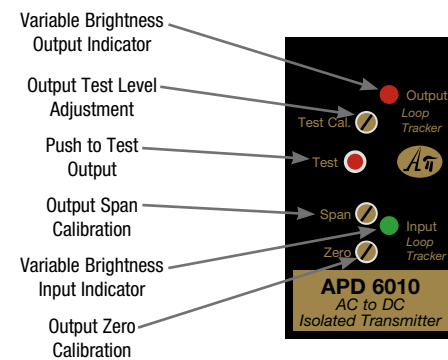 Variable Brightness
Output Indicator
Output Test Level
Adjustment
Push to Test
Output
Output Span
Calibration
Variable Brightness
Input Indicator
Output Zero
Calibration
Output
Loop
Tracker
Test Cal.
Test
Span
Input
Loop
Tracker
Zero
APD 6010
AC to DC
Isolated Transmitter